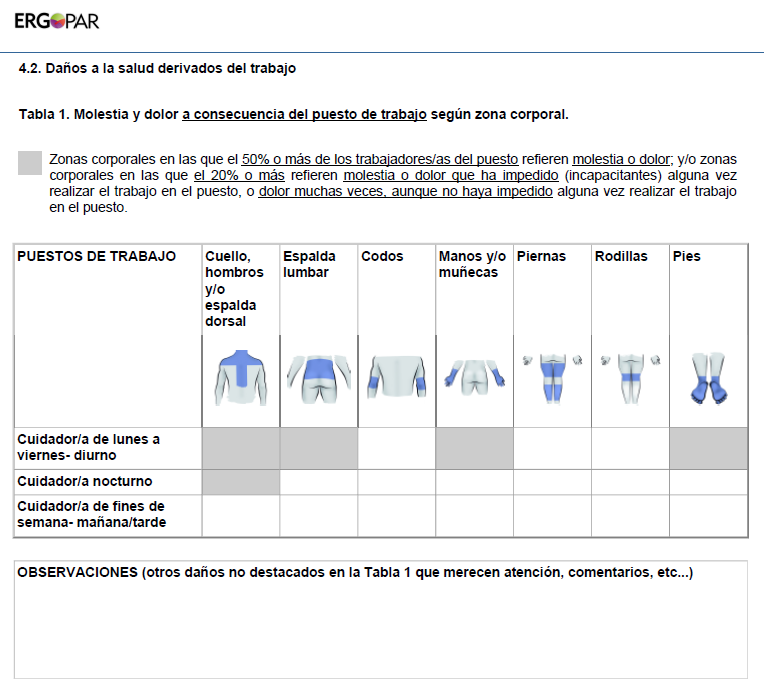 ERGOPAR
4.2. Daños a la salud derivados del trabajo
Tabla 1. Molestia y dolor a consecuencia del puesto de trabajo según zona corporal.
Zonas corporales en las que el 50% o más de los trabajadores/as del puesto refieren molestia o dolor; y/o zonas
corporales en las que el 20% o más refieren molestia o dolor que ha impedido (incapacitantes) alguna vez
realizar el trabajo en el puesto, o dolor muchas veces, aunque no haya impedido alguna vez realizar el trabajo
en el puesto.
PUESTOS DE TRABAJO
Cuello,
hombros
y/o
espalda
dorsal
Espalda
lumbar
Codos
Manos y/o
muñecas
Piernas
Rodillas
Pies
Cuidador/a de lunes a
viernes- diurno
Cuidador/a nocturno
Cuidador/a de fines de
semana- mañana/tarde
OBSERVACIONES (otros daños no destacados en la Tabla 1 que merecen atención, comentarios, etc...)